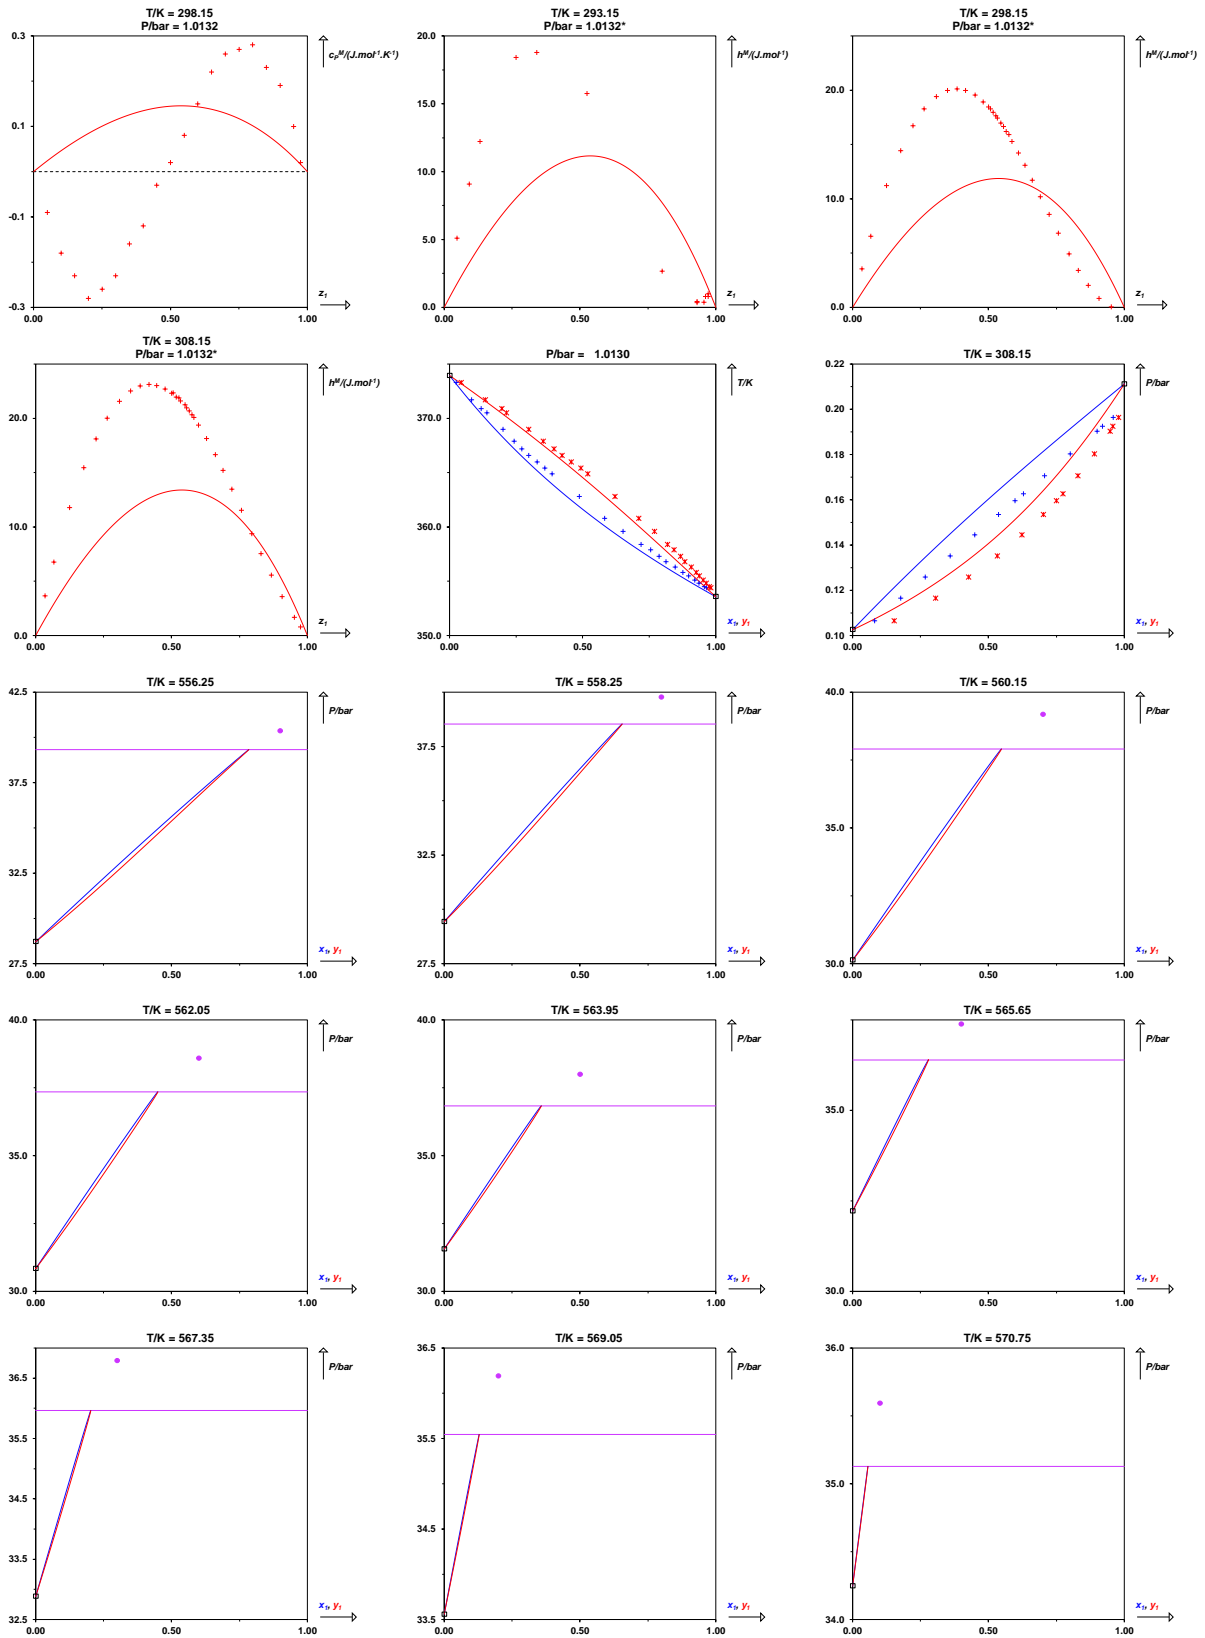 T/K = 298.15
P/bar = 1.0132
0.3
0.1
-0.1
-0.3
0.00
0.50
1.00
cₚᴹ/(J.mol⁻¹.K⁻¹)
z₁
T/K = 293.15
P/bar = 1.0132*
20.0
15.0
10.0
5.0
0.0
0.00
0.50
1.00
hᴹ/(J.mol⁻¹)
z₁
T/K = 298.15
P/bar = 1.0132*
20.0
10.0
0.0
0.00
0.50
1.00
hᴹ/(J.mol⁻¹)
z₁
T/K = 308.15
P/bar = 1.0132*
20.0
10.0
0.0
0.00
0.50
1.00
hᴹ/(J.mol⁻¹)
z₁
P/bar = 1.0130
370.0
360.0
350.0
0.00
0.50
1.00
T/K
x₁, y₁
T/K = 308.15
0.22
0.20
0.18
0.16
0.14
0.12
0.10
0.00
0.50
1.00
P/bar
x₁, y₁
T/K = 556.25
42.5
37.5
32.5
27.5
0.00
0.50
1.00
P/bar
x₁, y₁
T/K = 558.25
37.5
32.5
27.5
0.00
0.50
1.00
P/bar
x₁, y₁
T/K = 560.15
40.0
35.0
30.0
0.00
0.50
1.00
P/bar
x₁, y₁
T/K = 562.05
40.0
35.0
30.0
0.00
0.50
1.00
P/bar
x₁, y₁
T/K = 563.95
40.0
35.0
30.0
0.00
0.50
1.00
P/bar
x₁, y₁
T/K = 565.65
35.0
30.0
0.00
0.50
1.00
P/bar
x₁, y₁
T/K = 567.35
36.5
35.5
34.5
33.5
32.5
0.00
0.50
1.00
P/bar
x₁, y₁
T/K = 569.05
36.5
35.5
34.5
33.5
0.00
0.50
1.00
P/bar
x₁, y₁
T/K = 570.75
36.0
35.0
34.0
0.00
0.50
1.00
P/bar
x₁, y₁